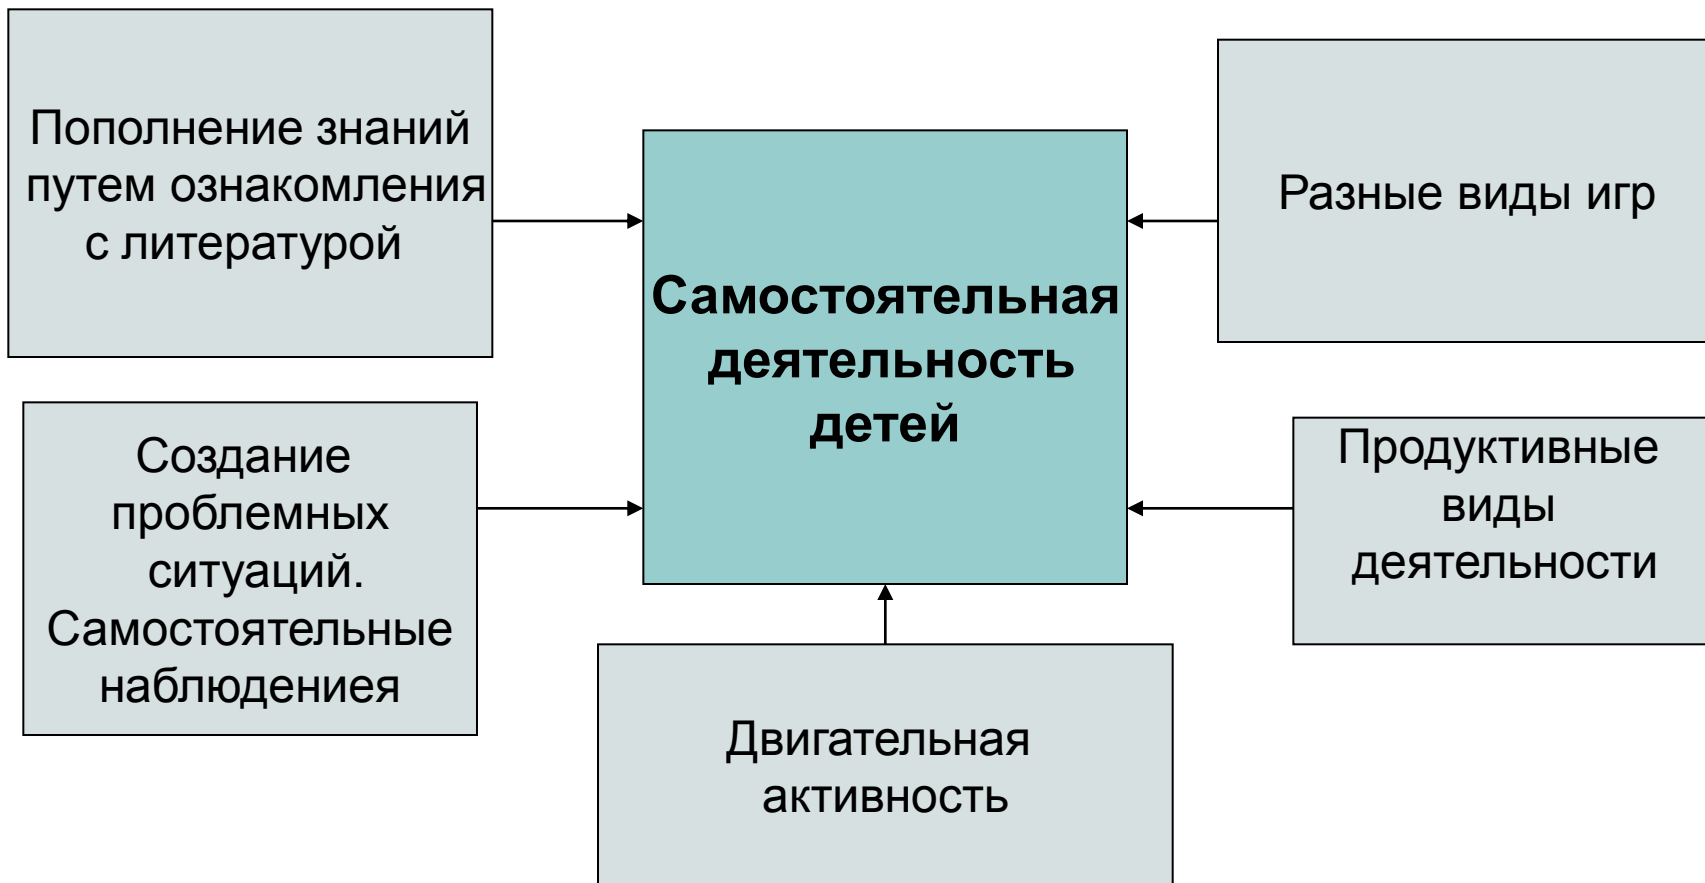 Пополнение знаний
путем ознакомления
с литературой
Разные виды игр
Самостоятельная
деятельность
детей
Создание
проблемных
ситуаций.
Самостоятельные
наблюдениея
Продуктивные
виды
деятельности
Двигательная
активность